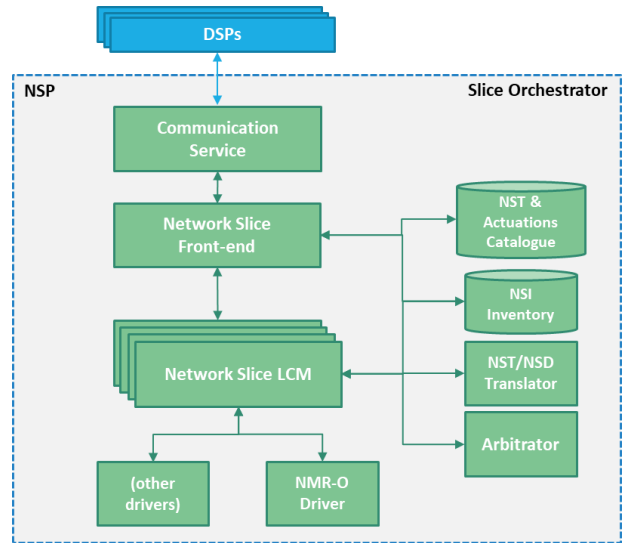 DSPs
NSP
Slice Orchestrator
Communication
Service
Network Slice
Front-end
NST &
Actuations
Catalogue
NSI
Inventory
Network Slice LCM
NST/NSD
Translator
Arbitrator
(other
drivers)
NMR-O
Driver